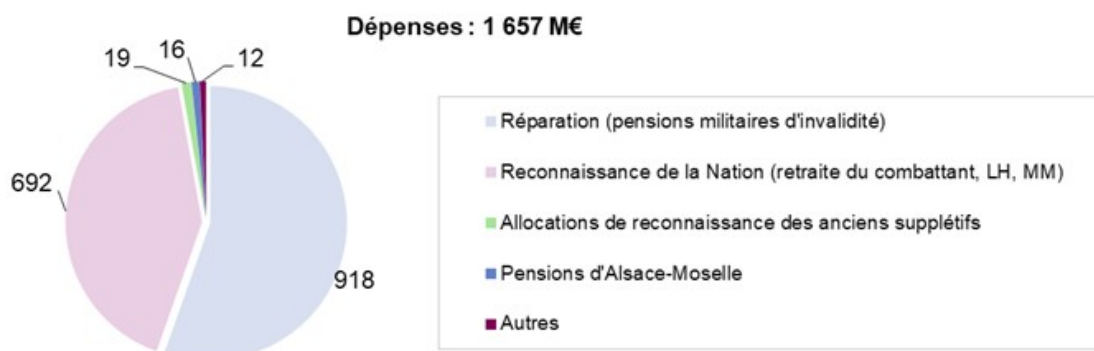 Dépenses : 1 657 M€
19
16
12
692
918
Réparation (pensions militaires d'invalidité)
Reconnaissance de la Nation (retraite du combattant, LH, MM)
Allocations de reconnaissance des anciens supplétifs
Pensions d'Alsace-Moselle
Autres